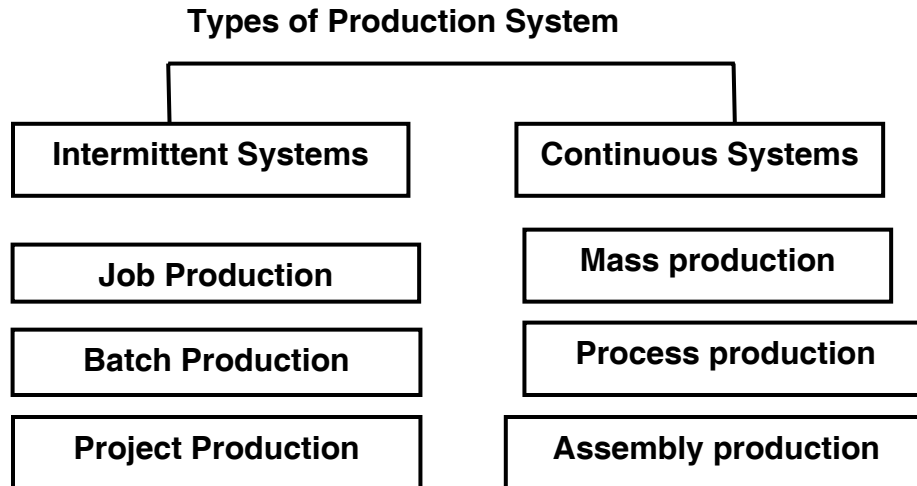 Types of Production System
Intermittent Systems
Continuous Systems
Job Production
Mass production
Batch Production
Process production
Project Production
Assembly production